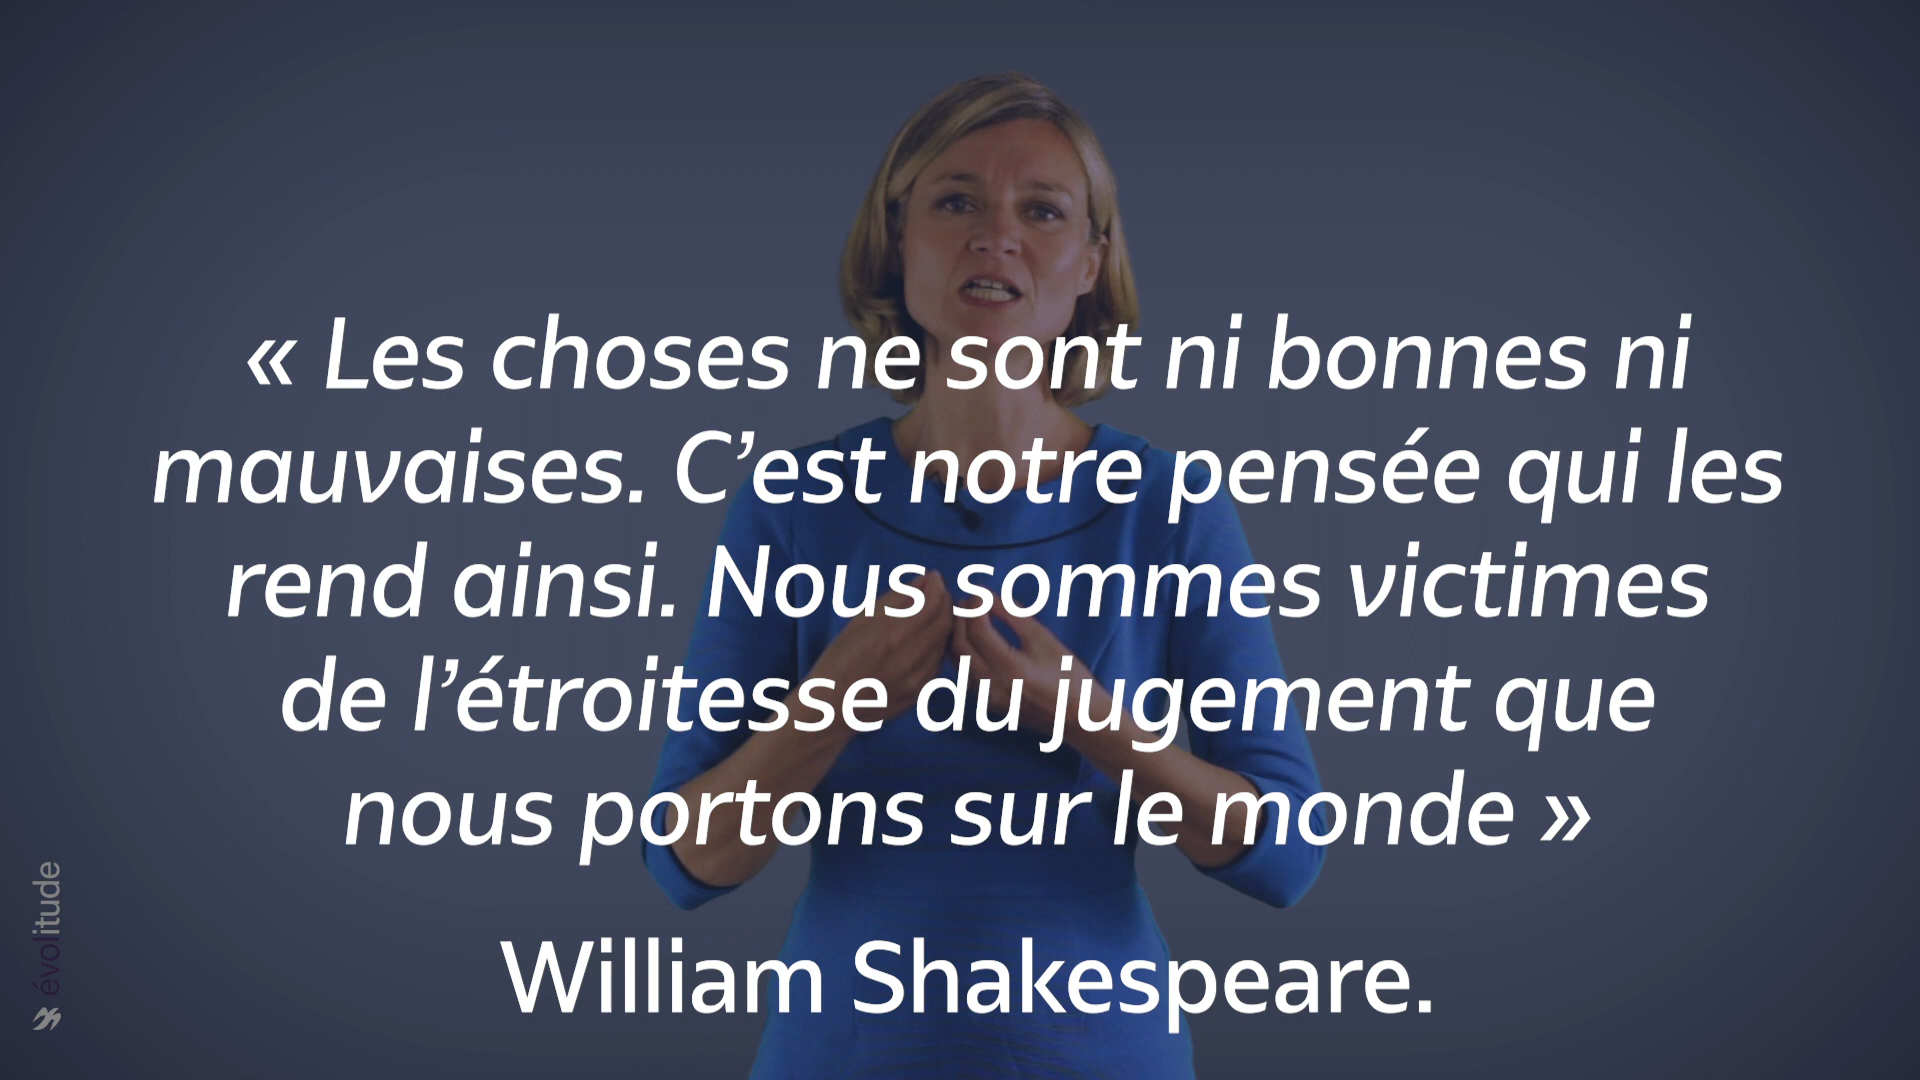 « Les choses ne sont ni bonnes ni
mauvaises. C’est notre pensée qui les
rend ainsi. Nous sommes victimes
de l’étroitesse du jugement que
nous portons sur le monde »
William Shakespeare.
évolitude